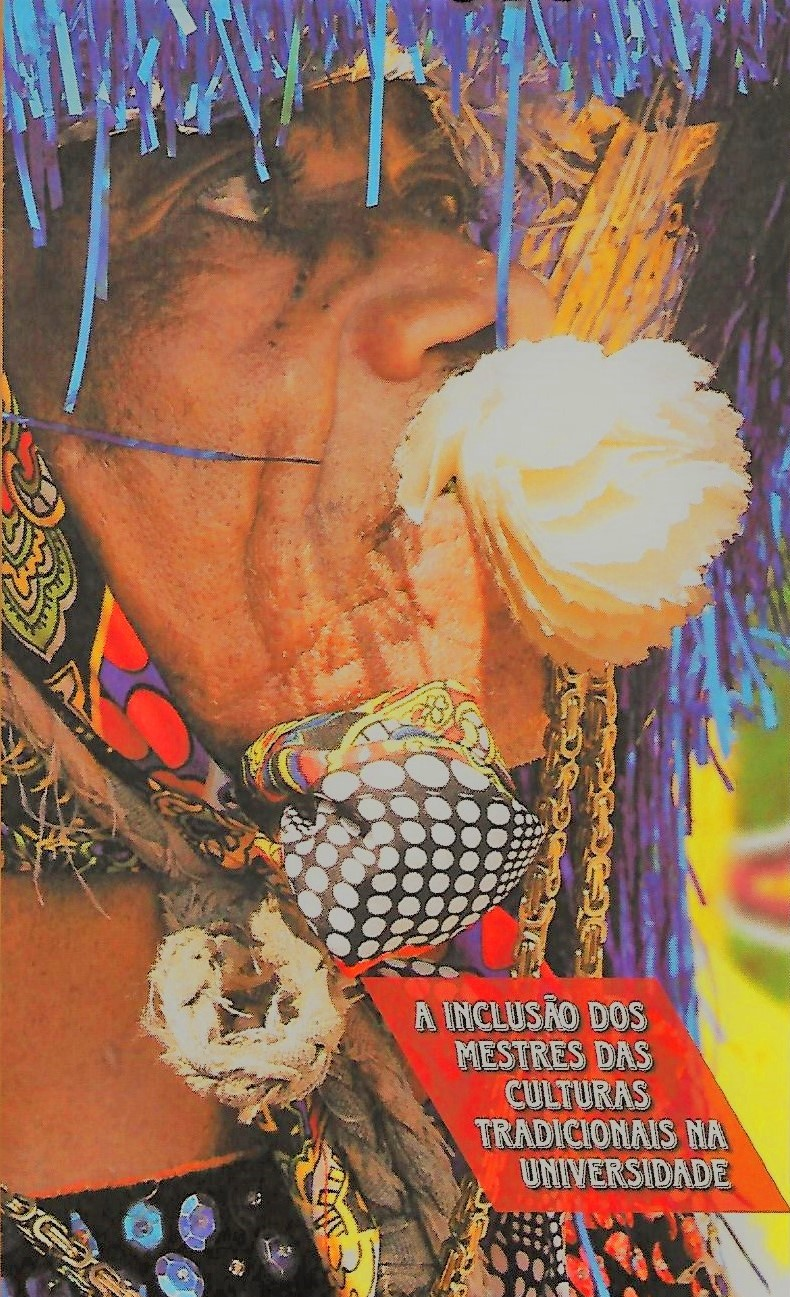 A INCLUSÃO DOS
MESTRES DAS
CULTURAS
TRADICIONAIS NA
UNIVERSIDADE